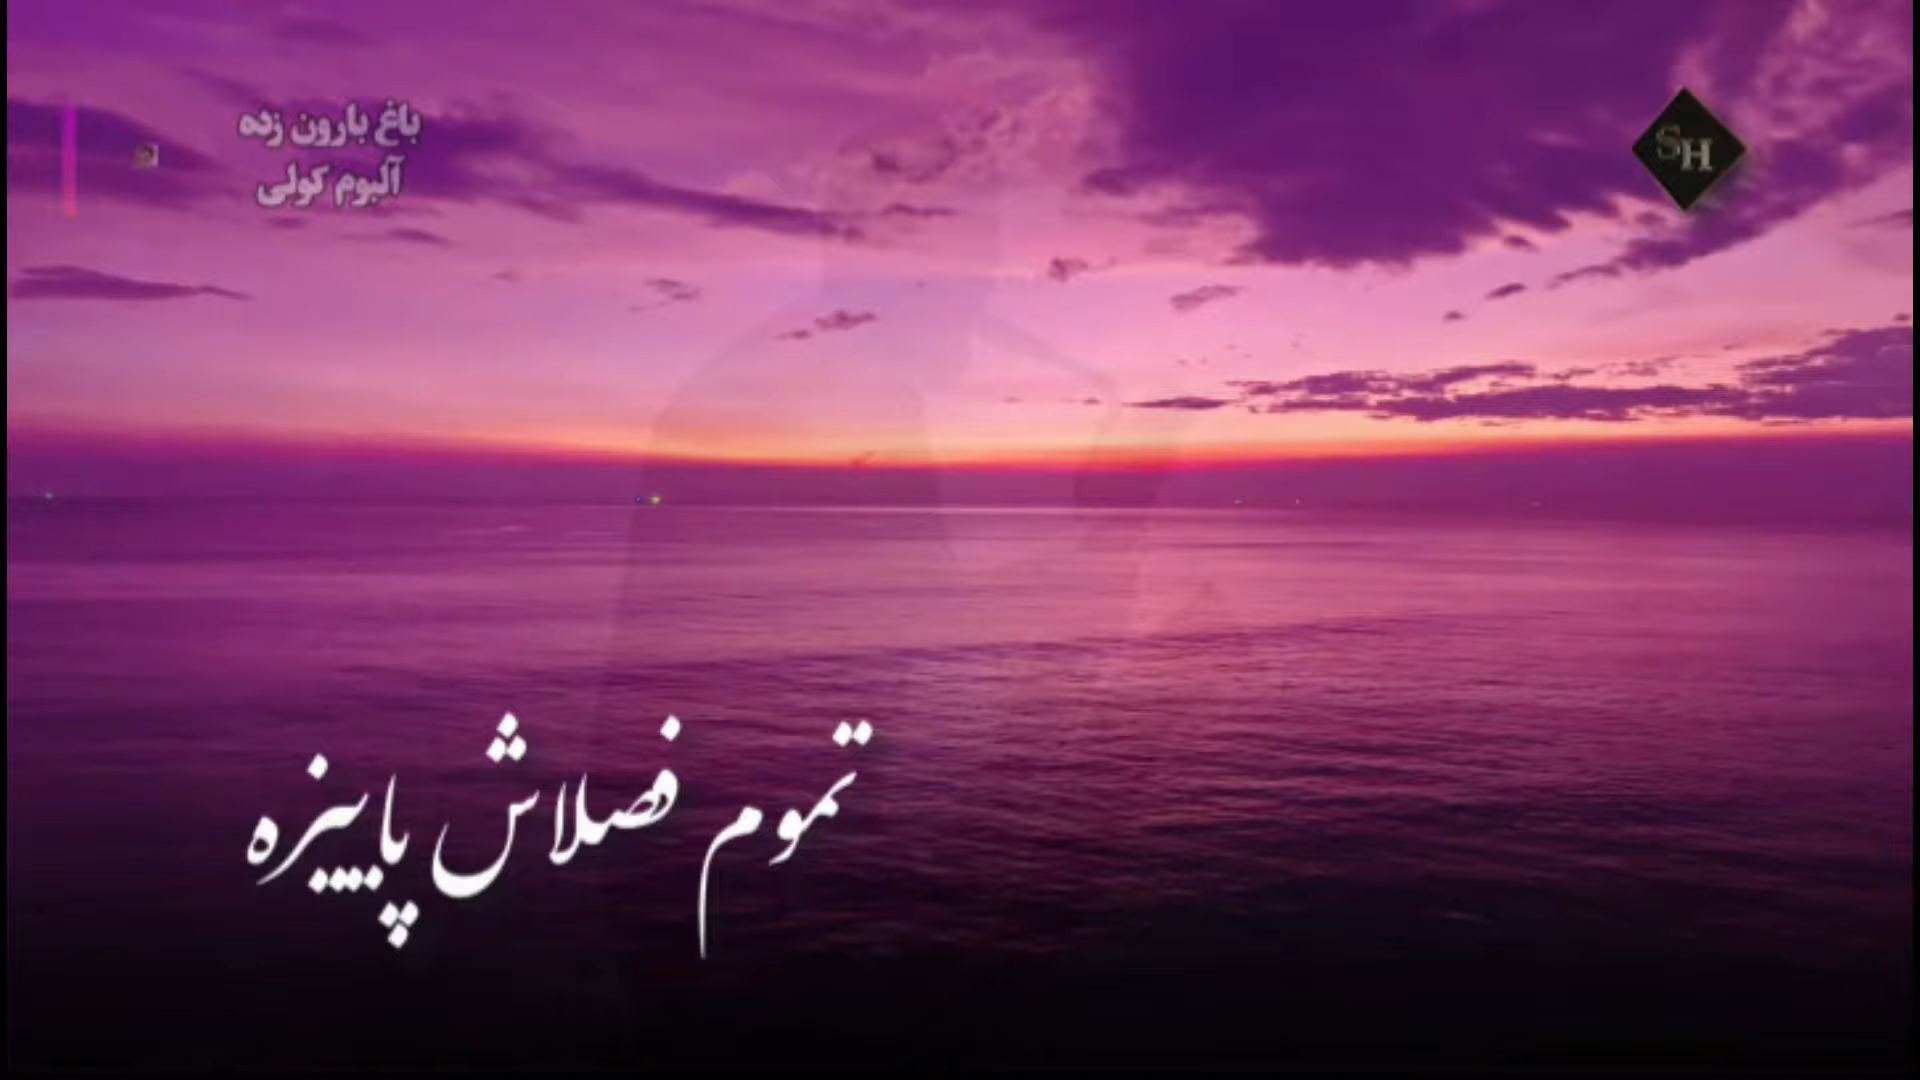 باغ بارون زده
آلبوم کولی
SH
تموم فصلاش پاییزه